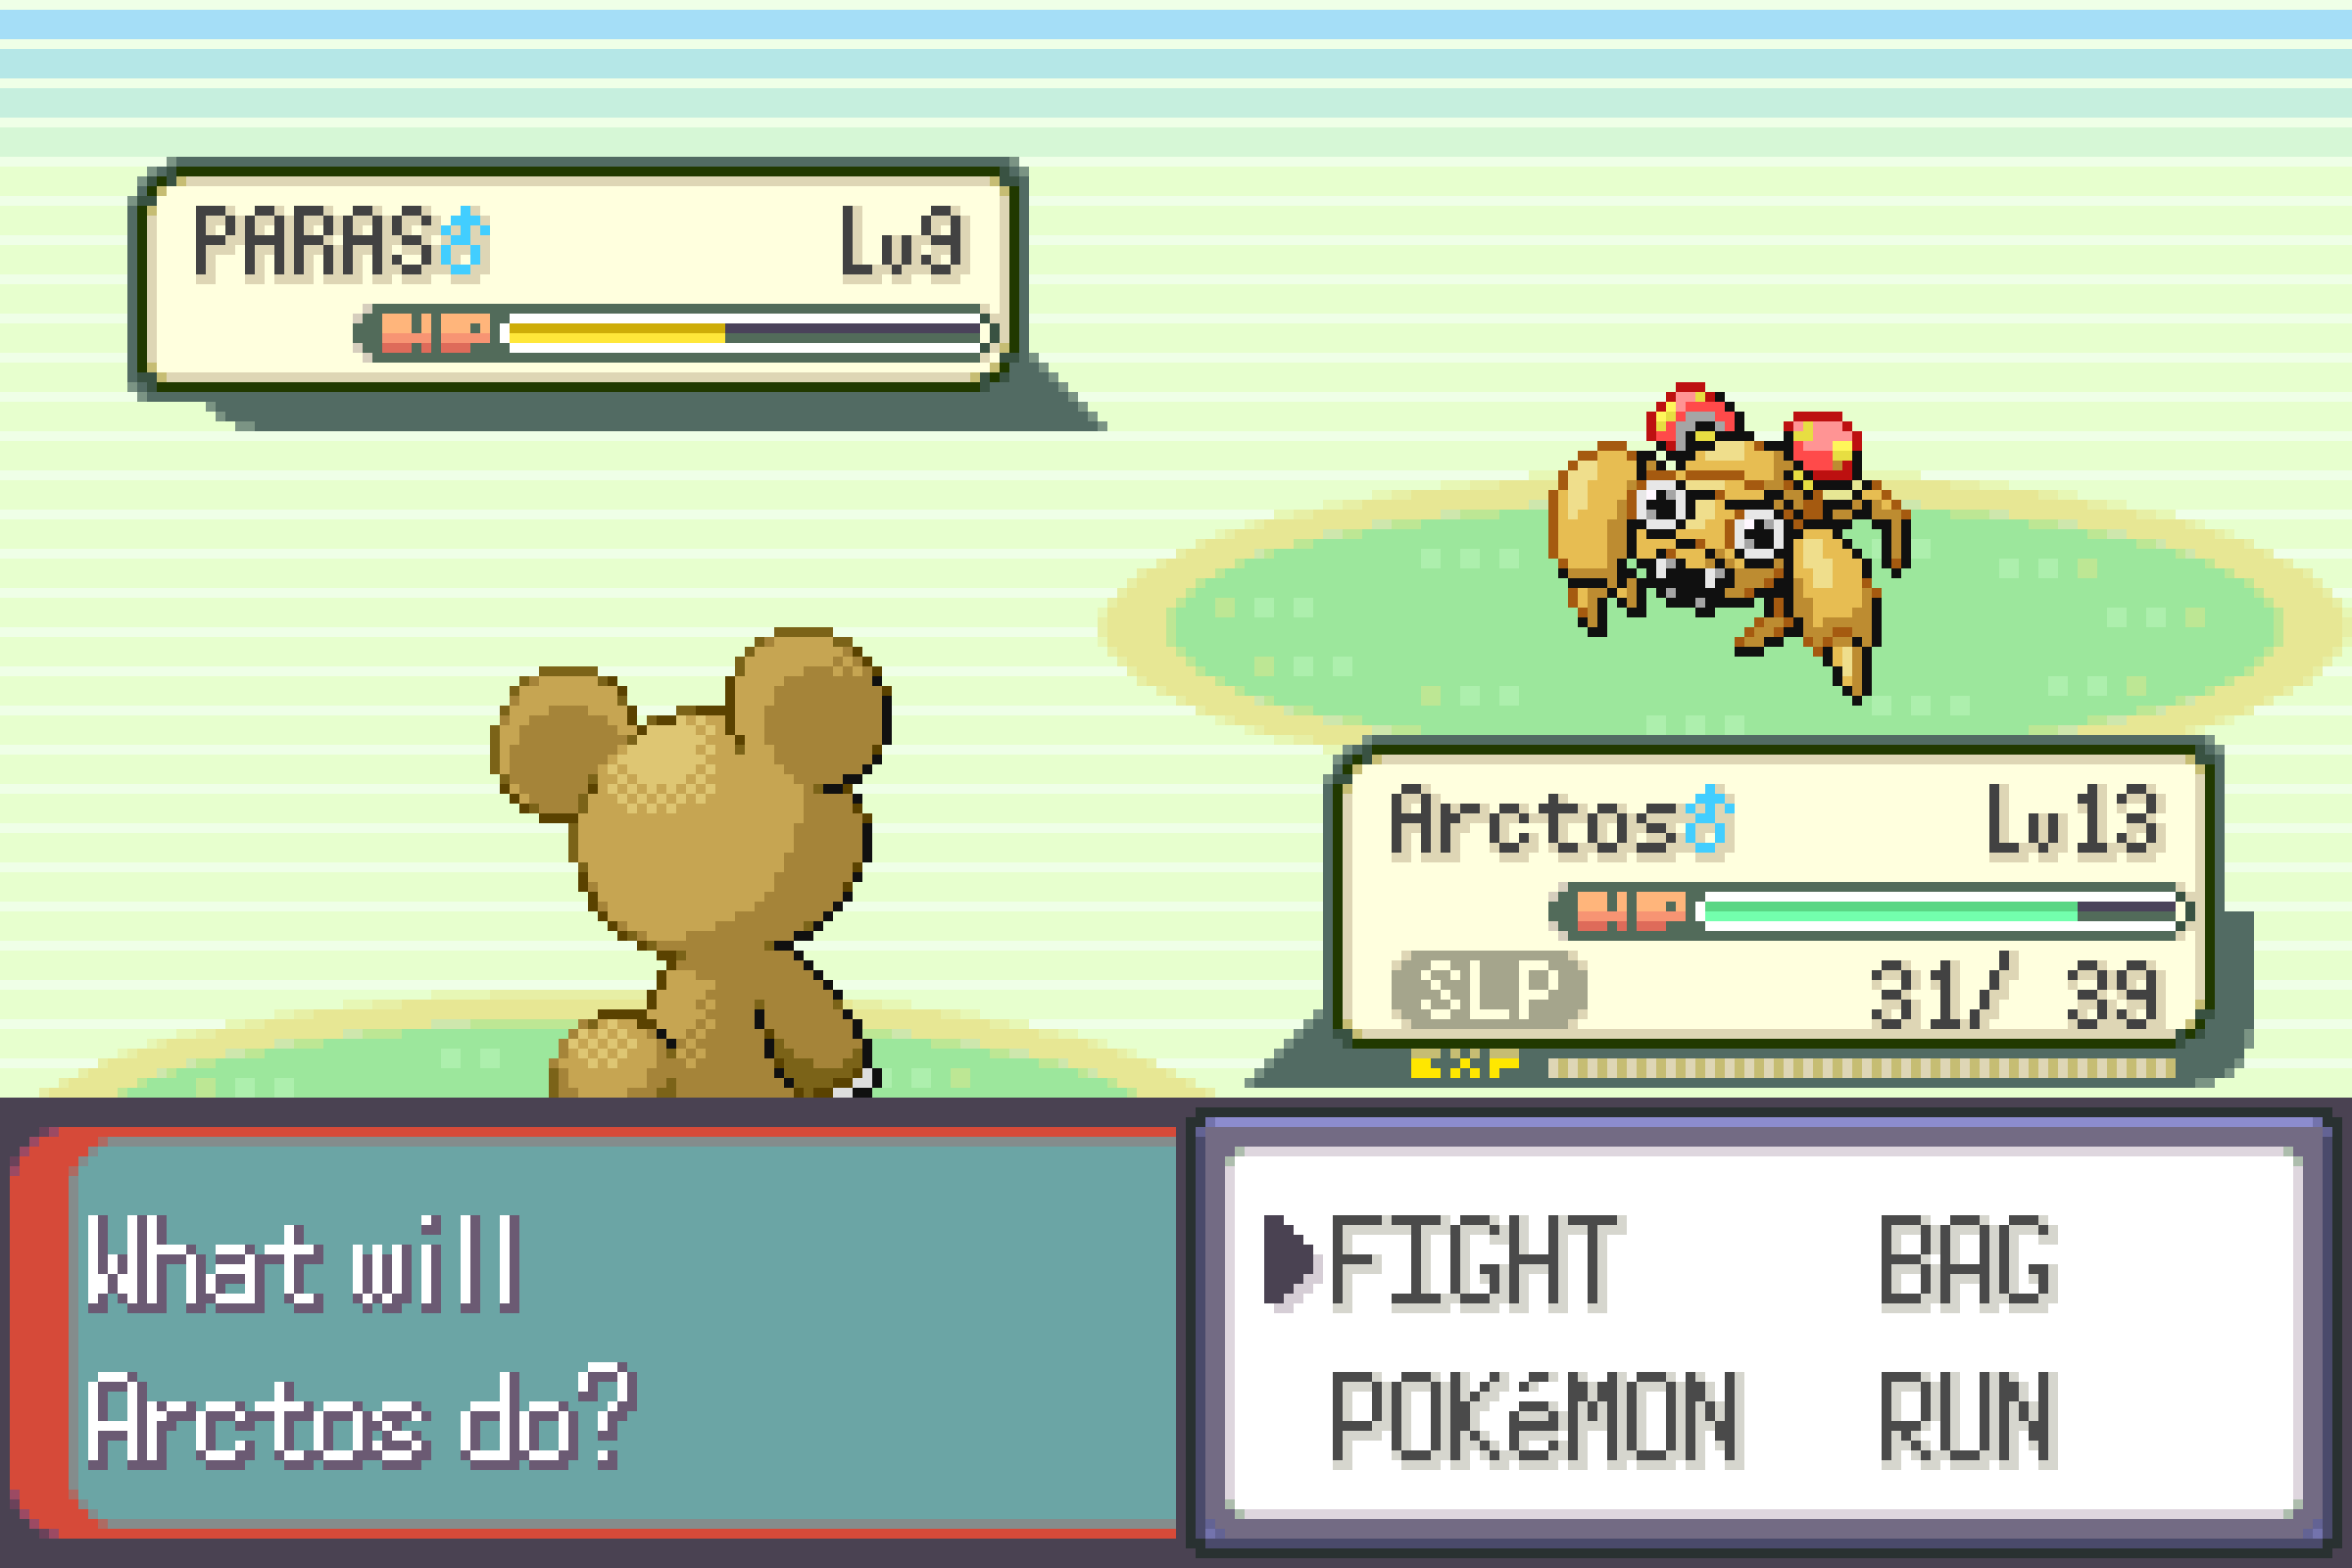 PARAS♂ Lv9
HP
Arctos♂ Lv13
HP
SLP 31/ 39
EXP
What will
Arctos do?
FIGHT BAG
POKéMON RUN